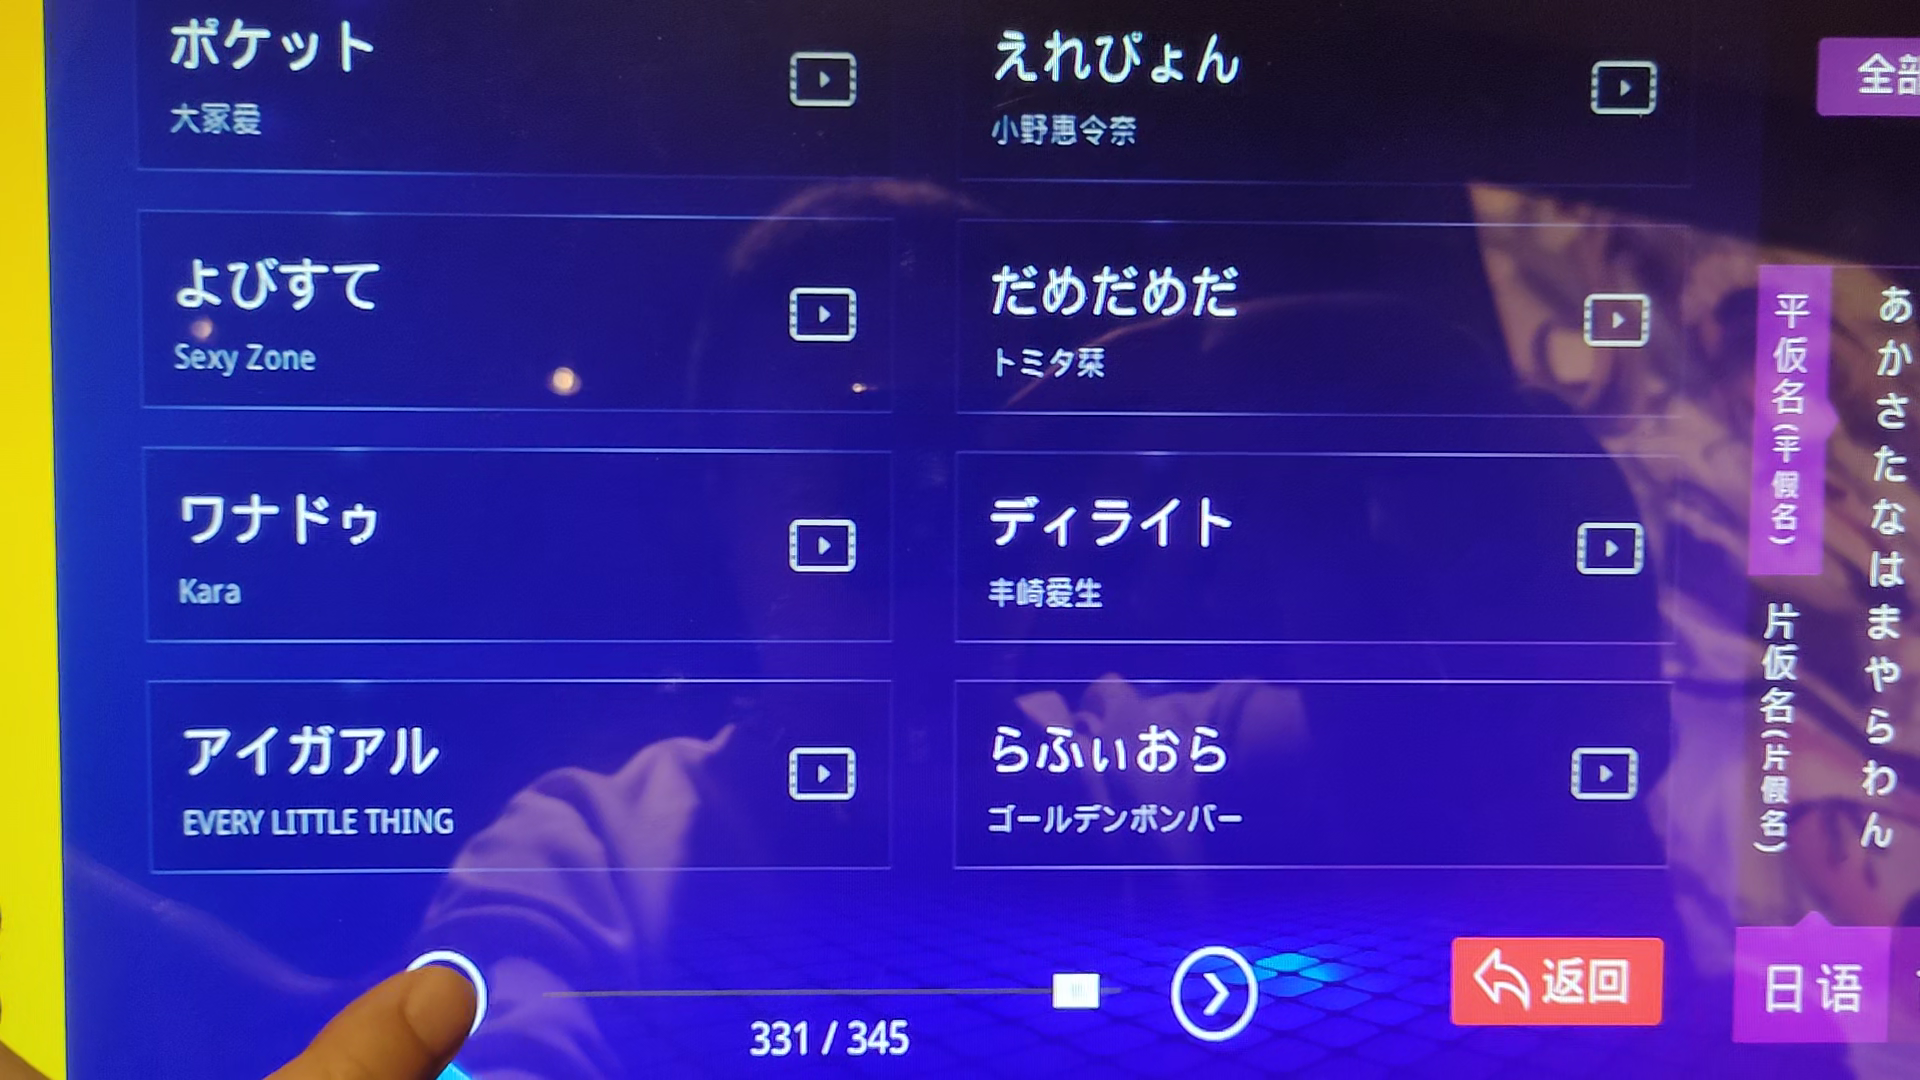 ポケット
大冢爱
えれぴょん
小野惠令奈
よびすて
Sexy Zone
だめだめだ
トミタ栞
ワナドゥ
Kara
ディライト
丰崎爱生
アイガアル
EVERY LITTLE THING
らふぃおら
ゴールデンボンバー
331 / 345
返回
全部
平仮名(平假名)
片仮名(片假名)
あかさたなはまやらわん
日语